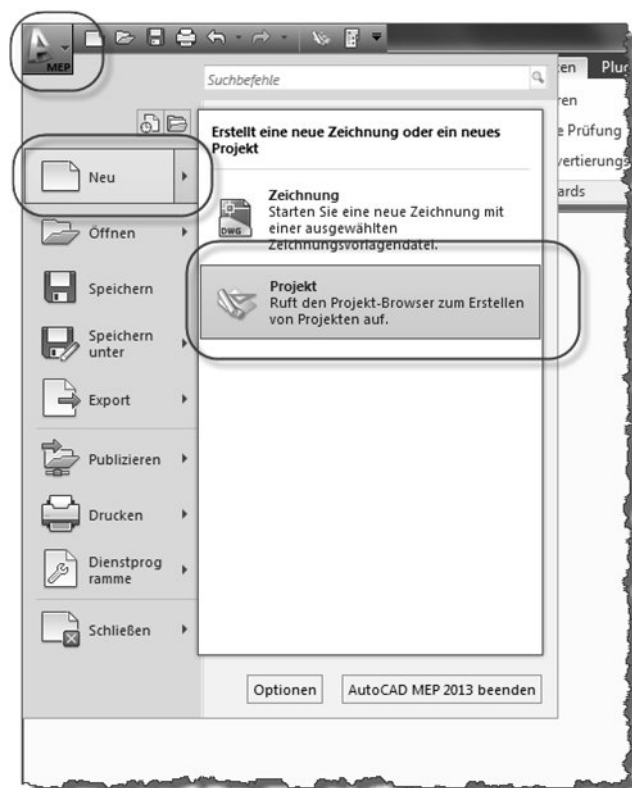 MEP
Suchbefehle
en
Plug
ren
e Prüfung
vertierungs
ards
Erstellt eine neue Zeichnung oder ein neues
Projekt
Neu
Zeichnung
Starten Sie eine neue Zeichnung mit
einer ausgewählten
Zeichnungsvorlagendatei.
DWG
Öffnen
Projekt
Ruft den Projekt-Browser zum Erstellen
von Projekten auf.
Speichern
Speichern
unter
Export
Publizieren
Drucken
Dienstprog
ramme
Schließen
Optionen
AutoCAD MEP 2013 beenden